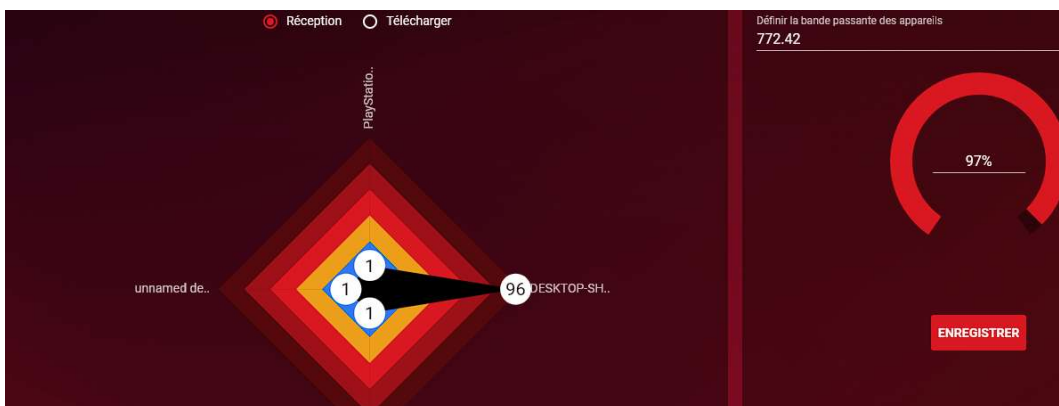 Réception
Télécharger
Définir la bande passante des appareils
772.42
PlayStatio..
97%
1
unnamed de..
1
96
DESKTOP-SH..
1
ENREGISTRER